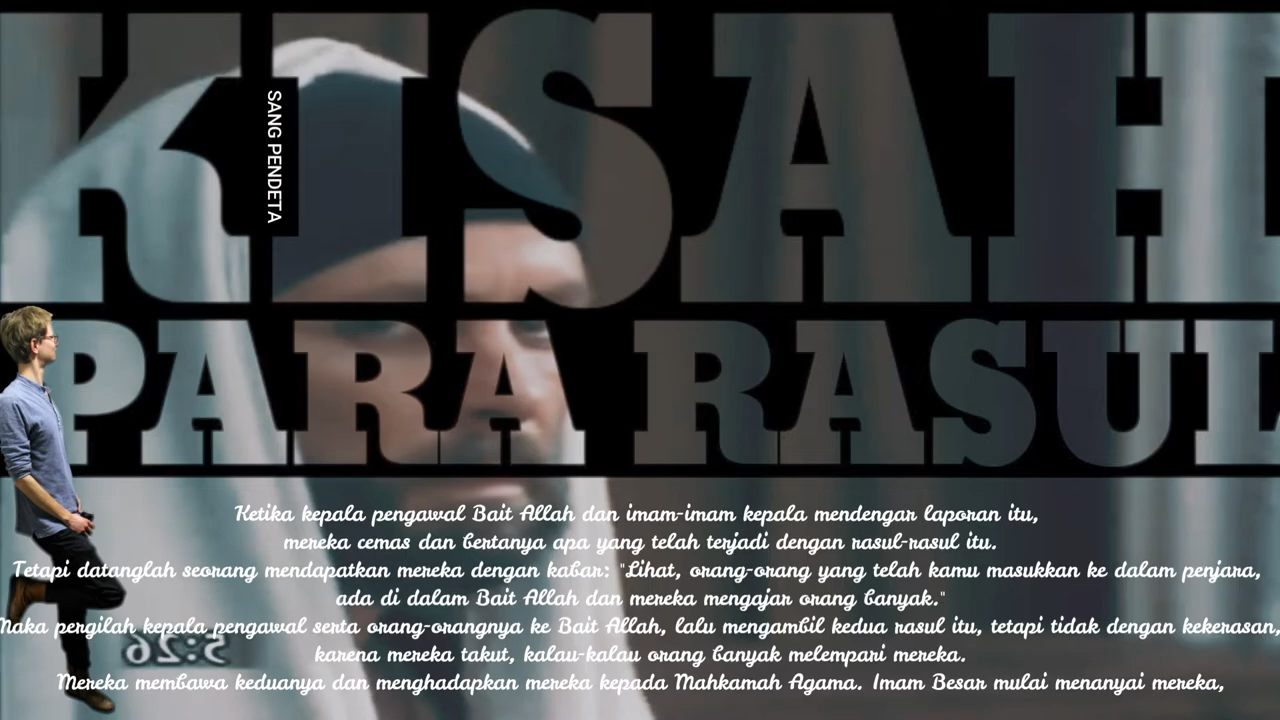 KISAH
SANG PENDETA
PARA RASUL
Ketika kepala pengawal Bait Allah dan imam-imam kepala mendengar laporan itu,
mereka cemas dan bertanya apa yang telah terjadi dengan rasul-rasul itu.
Tetapi datanglah seorang mendapatkan mereka dengan kabar: "Lihat, orang-orang yang telah kamu masukkan ke dalam penjara,
ada di dalam Bait Allah dan mereka mengajar orang banyak."
Maka pergilah kepala pengawal serta orang-orangnya ke Bait Allah, lalu mengambil kedua rasul itu, tetapi tidak dengan kekerasan,
karena mereka takut, kalau-kalau orang banyak melempari mereka.
5:26
Mereka membawa keduanya dan menghadapkan mereka kepada Mahkamah Agama. Imam Besar mulai menanyai mereka,